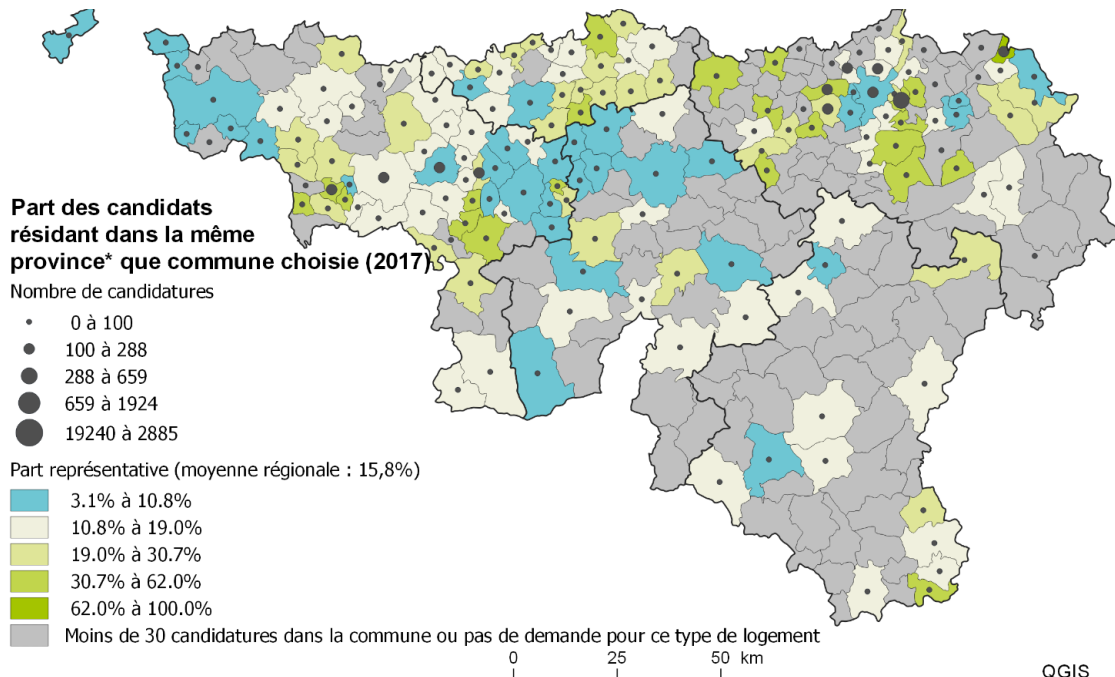 Part des candidats
résidant dans la même
province* que commune choisie (2017)
Nombre de candidatures
0 à 100
100 à 288
288 à 659
659 à 1924
19240 à 2885
Part représentative (moyenne régionale : 15,8%)
3.1% à 10.8%
10.8% à 19.0%
19.0% à 30.7%
30.7% à 62.0%
62.0% à 100.0%
Moins de 30 candidatures dans la commune ou pas de demande pour ce type de logement
0 25 50 km
QGIS